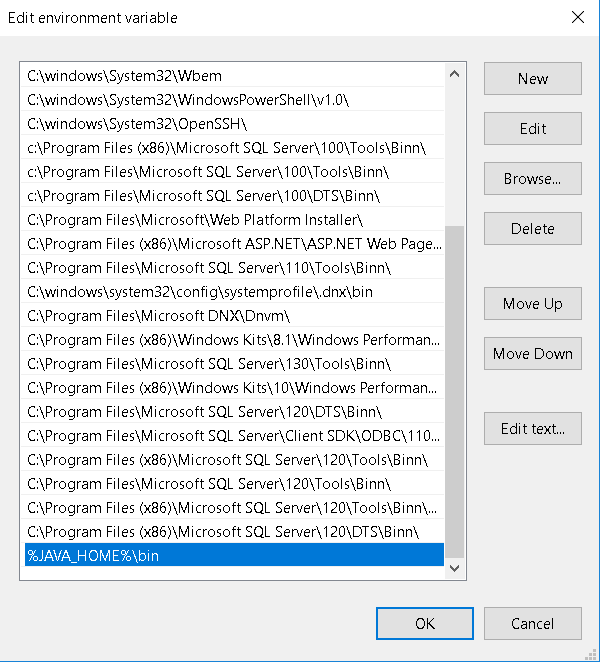 Edit environment variable
C:\windows\System32\Wbem
C:\windows\System32\WindowsPowerShell\v1.0\
C:\windows\System32\OpenSSH\
c:\Program Files (x86)\Microsoft SQL Server\100\Tools\Binn\
c:\Program Files\Microsoft SQL Server\100\Tools\Binn\
c:\Program Files\Microsoft SQL Server\100\DTS\Binn\
C:\Program Files\Microsoft\Web Platform Installer\
C:\Program Files (x86)\Microsoft ASP.NET\ASP.NET Web Page...
C:\Program Files\Microsoft SQL Server\110\Tools\Binn\
C:\windows\system32\config\systemprofile\.dnx\bin
C:\Program Files\Microsoft DNX\Dnvm\
C:\Program Files (x86)\Windows Kits\8.1\Windows Performan...
C:\Program Files\Microsoft SQL Server\130\Tools\Binn\
C:\Program Files (x86)\Windows Kits\10\Windows Performan...
C:\Program Files\Microsoft SQL Server\120\DTS\Binn\
C:\Program Files\Microsoft SQL Server\Client SDK\ODBC\110...
C:\Program Files (x86)\Microsoft SQL Server\120\Tools\Binn\
C:\Program Files\Microsoft SQL Server\120\Tools\Binn\
C:\Program Files (x86)\Microsoft SQL Server\120\Tools\Binn\...
C:\Program Files (x86)\Microsoft SQL Server\120\DTS\Binn\
%JAVA_HOME%\bin
New
Edit
Browse...
Delete
Move Up
Move Down
Edit text...
OK
Cancel